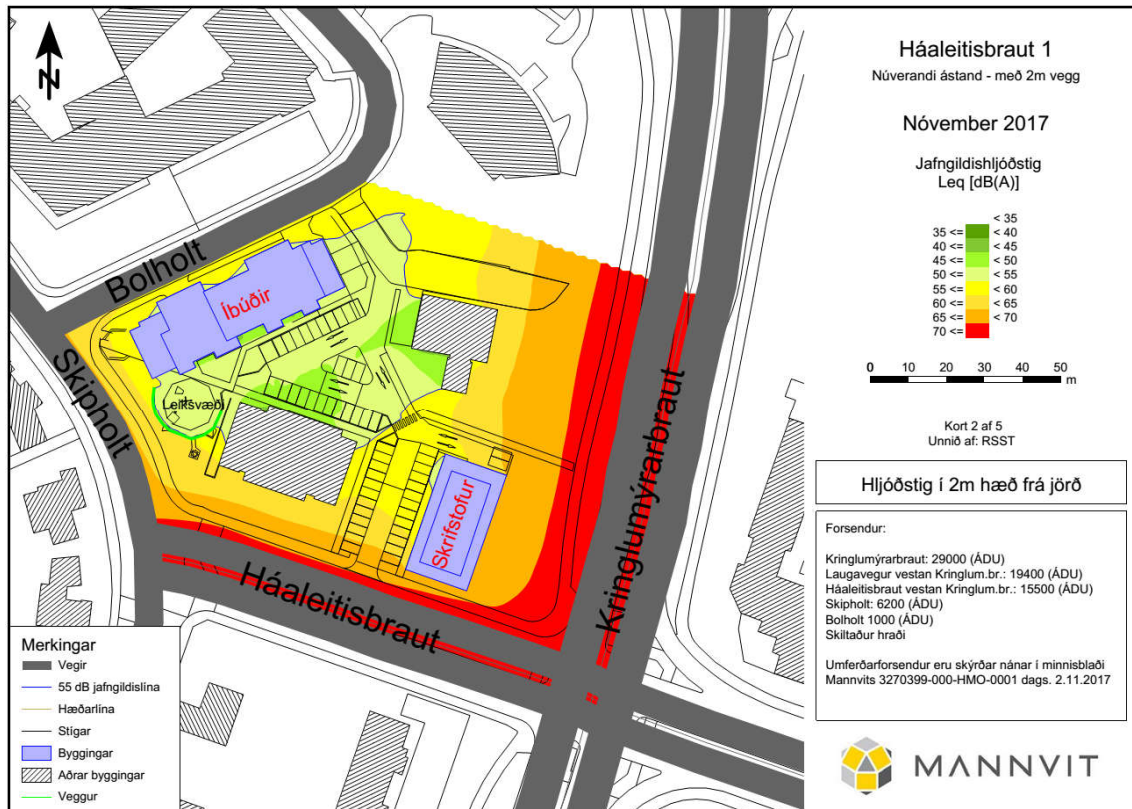 Háaleitisbraut 1
Núverandi ástand - með 2m vegg
Nóvember 2017
Jafngildishljóðstig
Leq [dB(A)]
< 35
35 <= < 40
40 <= < 45
45 <= < 50
50 <= < 55
55 <= < 60
60 <= < 65
65 <= < 70
70 <=
0 10 20 30 40 50
m
Kort 2 af 5
Unnið af: RSST
Hljóðstig í 2m hæð frá jörð
Forsendur:
Kringlumýrarbraut: 29000 (ÁDU)
Laugavegur vestan Kringlum.br.: 19400 (ÁDU)
Háaleitisbraut vestan Kringlum.br.: 15500 (ÁDU)
Skipholt: 6200 (ÁDU)
Bolholt 1000 (ÁDU)
Skiltaður hraði
Umferðarforsendur eru skýrðar nánar í minnisblaði
Mannvits 3270399-000-HMO-0001 dags. 2.11.2017
MANNVIT
N
Bolholt
Íbúðir
Skipholt
Leiksvæði
Skrifstofur
Háaleitisbraut
Kringlumýrarbraut
Merkingar
Vegir
55 dB jafngildislína
Hæðarlína
Stígar
Byggingar
Aðrar byggingar
Veggur